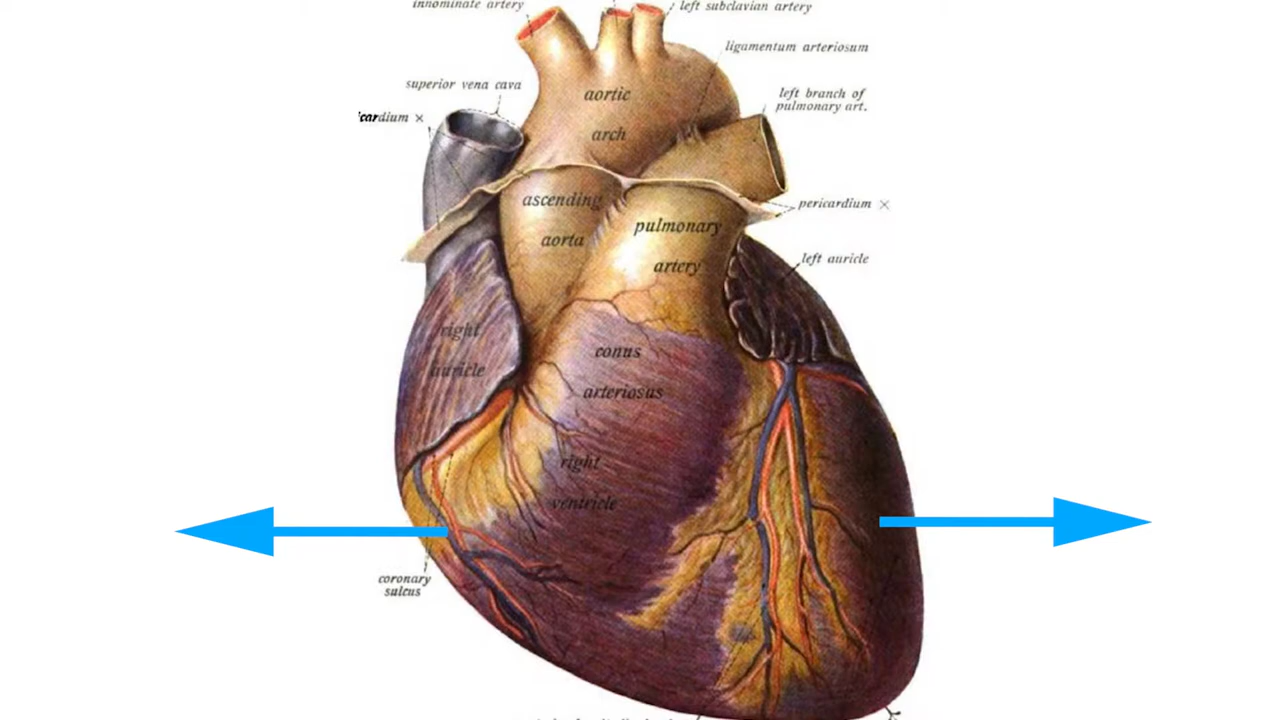 innominate artery
left subclavian artery
ligamentum arteriosum
superior vena cava
left branch of
pulmonary art.
aortic
arch
cardium ×
ascending
aorta
pulmonary
artery
pericardium ×
left auricle
right
auricle
conus
arteriosus
right
ventricle
coronary
sulcus